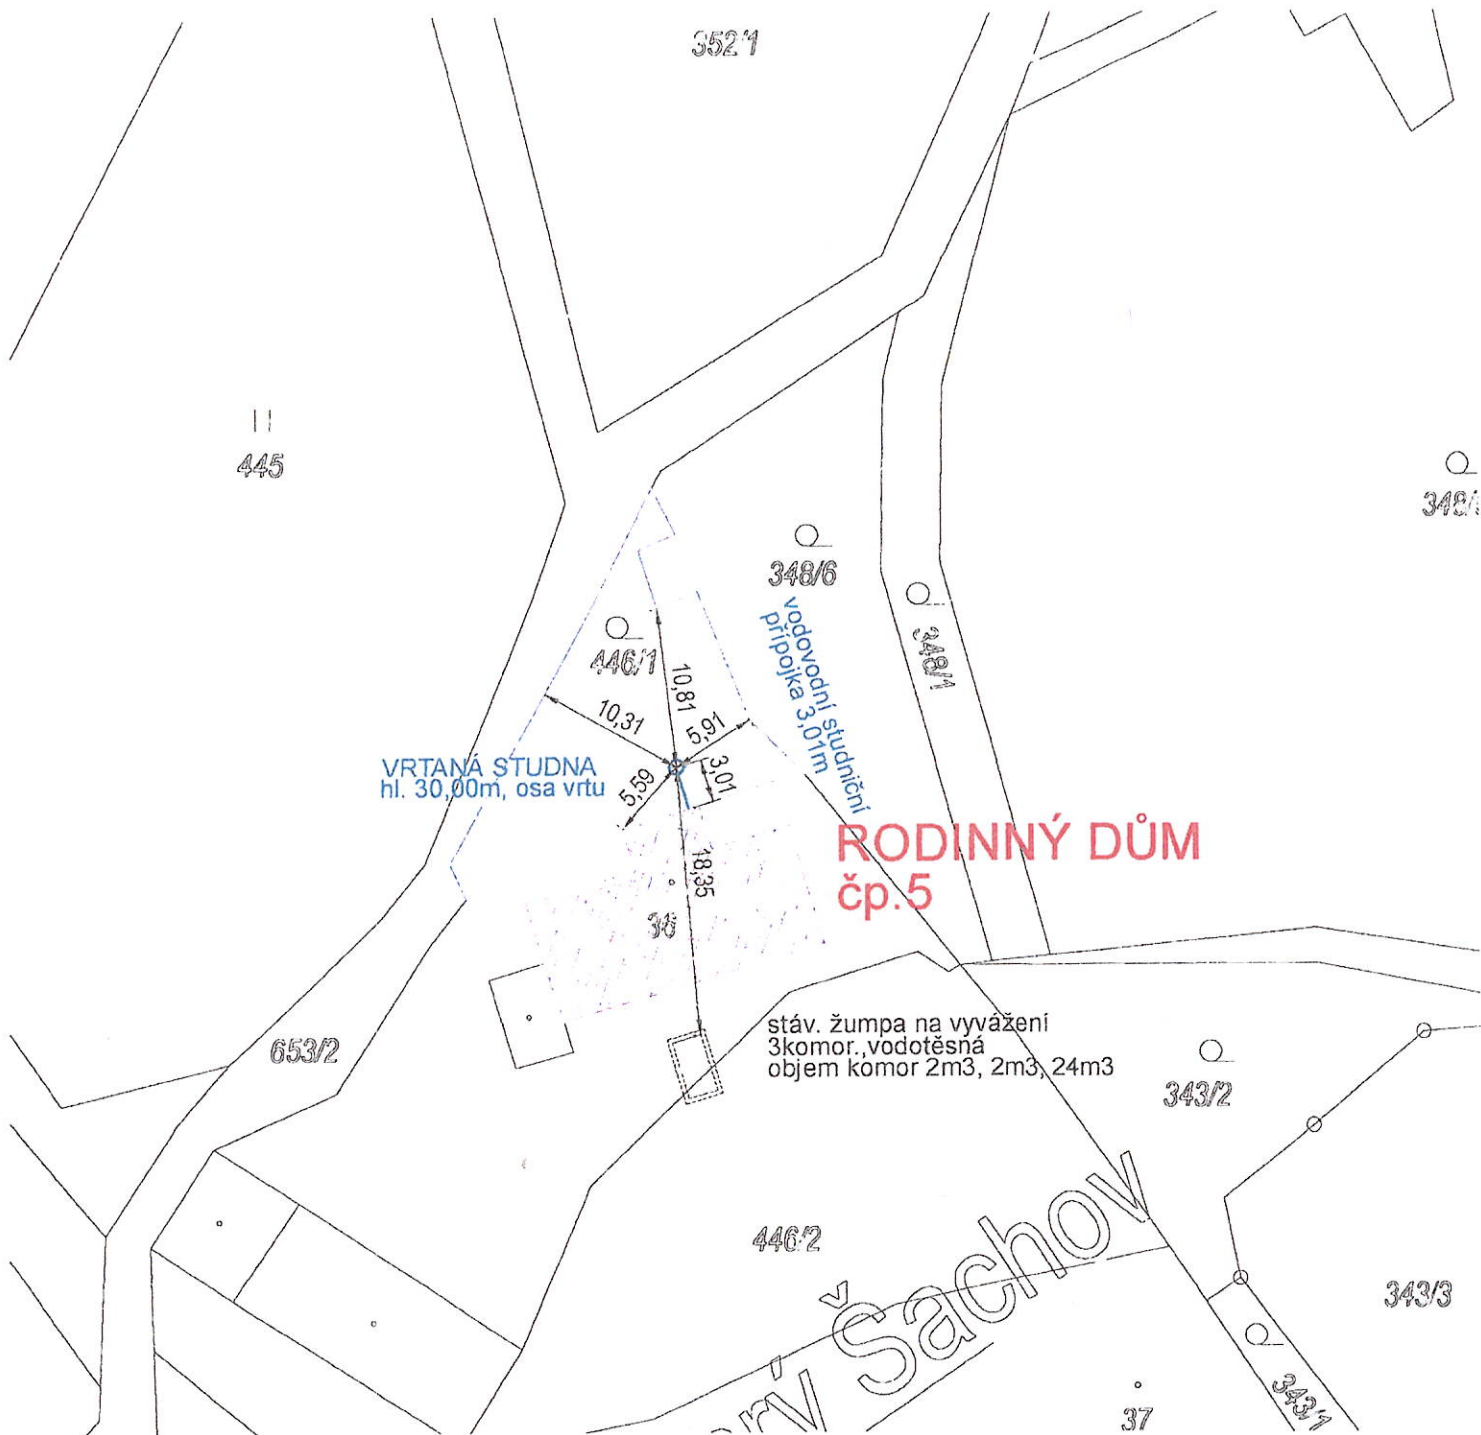 352/1
445
348/6
348/
446/1
348/1
vodovodní studniční
přípojka 3,01m
10,81
10,31
5,91
3,01
5,59
VRTANÁ STUDNA
hl. 30,00m, osa vrtu
RODINNÝ DŮM
čp.5
18,35
36
stáv. žumpa na vyvážení
3komor.,vodotěsná
objem komor 2m3, 2m3, 24m3
653/2
343/2
446/2
343/3
Šachov
343/1
37